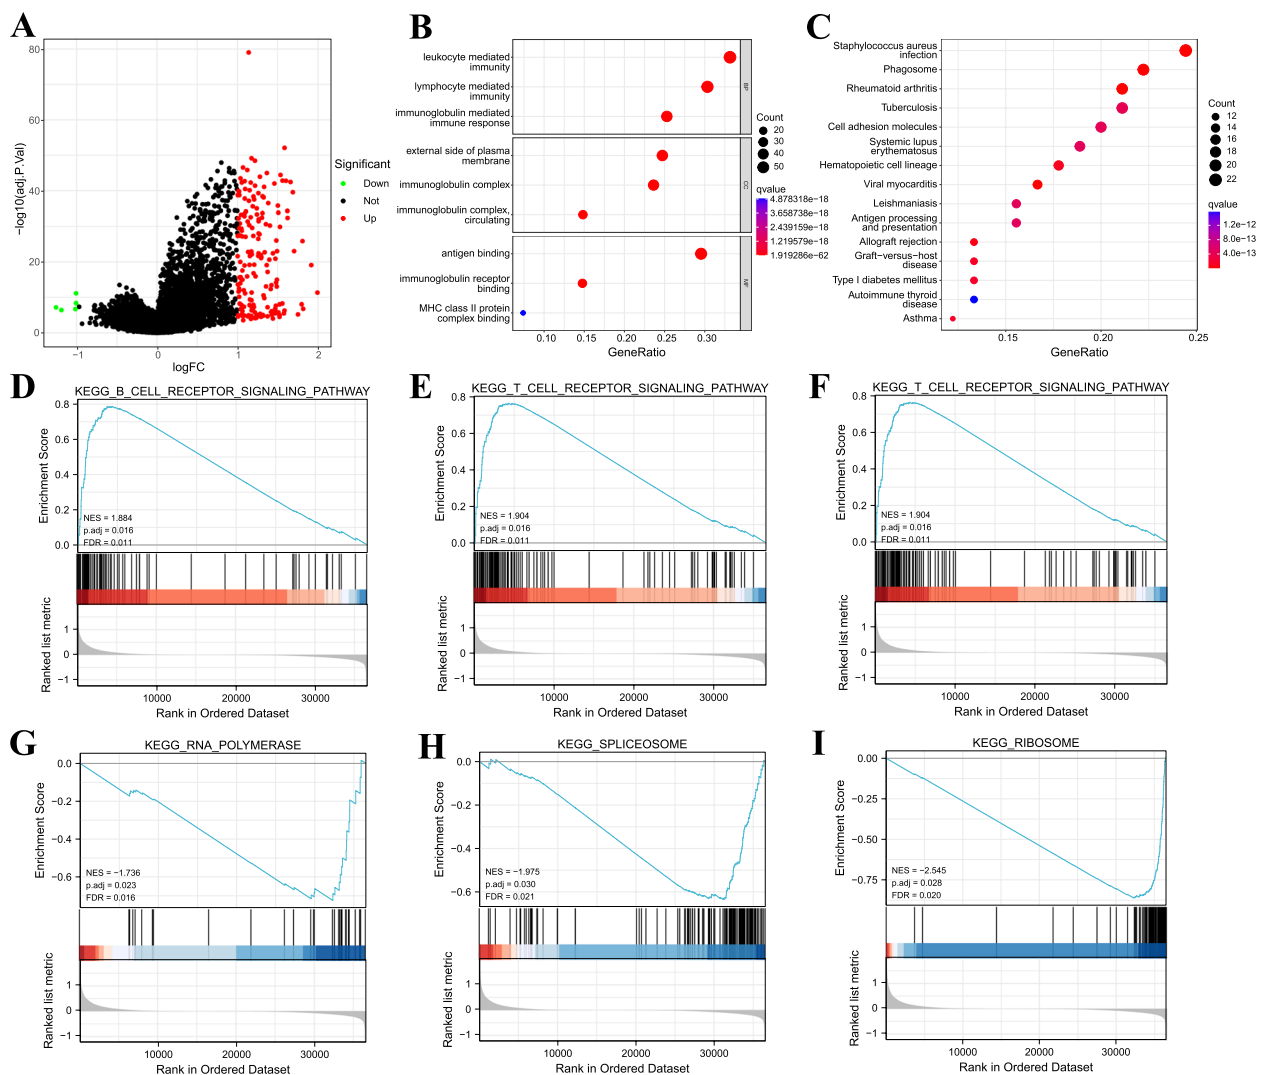 A
80
60
40
20
0
−log10(adj.P.Val)
−1
0
1
2
logFC
Significant
Down
Not
Up
B
leukocyte mediated
immunity
lymphocyte mediated
immunity
immunoglobulin mediated
immune response
external side of plasma
membrane
immunoglobulin complex
immunoglobulin complex,
circulating
antigen binding
immunoglobulin receptor
binding
MHC class II protein
complex binding
BP
CC
MF
0.10
0.15
0.20
0.25
0.30
GeneRatio
Count
20
30
40
50
qvalue
4.878318e−18
3.658738e−18
2.439159e−18
1.219579e−18
1.919286e−62
C
Staphylococcus aureus
infection
Phagosome
Rheumatoid arthritis
Tuberculosis
Cell adhesion molecules
Systemic lupus
erythematosus
Hematopoietic cell lineage
Viral myocarditis
Leishmaniasis
Antigen processing
and presentation
Allograft rejection
Graft−versus−host
disease
Type I diabetes mellitus
Autoimmune thyroid
disease
Asthma
0.15
0.20
0.25
GeneRatio
Count
12
14
16
18
20
22
qvalue
1.2e−12
8.0e−13
4.0e−13
D
KEGG_B_CELL_RECEPTOR_SIGNALING_PATHWAY
0.8
0.6
0.4
0.2
0.0
Enrichment Score
NES = 1.884
p.adj = 0.016
FDR = 0.011
1
0
−1
Ranked list metric
10000
20000
30000
Rank in Ordered Dataset
E
KEGG_T_CELL_RECEPTOR_SIGNALING_PATHWAY
0.8
0.6
0.4
0.2
0.0
Enrichment Score
NES = 1.904
p.adj = 0.016
FDR = 0.011
1
0
−1
Ranked list metric
10000
20000
30000
Rank in Ordered Dataset
F
KEGG_T_CELL_RECEPTOR_SIGNALING_PATHWAY
0.8
0.6
0.4
0.2
0.0
Enrichment Score
NES = 1.904
p.adj = 0.016
FDR = 0.011
1
0
−1
Ranked list metric
10000
20000
30000
Rank in Ordered Dataset
G
KEGG_RNA_POLYMERASE
0.0
−0.2
−0.4
−0.6
Enrichment Score
NES = −1.736
p.adj = 0.023
FDR = 0.016
1
0
−1
Ranked list metric
10000
20000
30000
Rank in Ordered Dataset
H
KEGG_SPLICEOSOME
0.0
−0.2
−0.4
−0.6
Enrichment Score
NES = −1.975
p.adj = 0.030
FDR = 0.021
1
0
−1
Ranked list metric
10000
20000
30000
Rank in Ordered Dataset
I
KEGG_RIBOSOME
0.00
−0.25
−0.50
−0.75
Enrichment Score
NES = −2.545
p.adj = 0.028
FDR = 0.020
1
0
−1
Ranked list metric
10000
20000
30000
Rank in Ordered Dataset